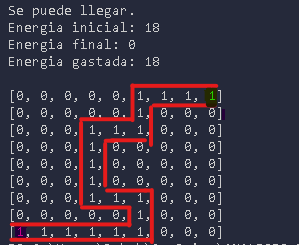 Se puede llegar.
Energia inicial: 18
Energia final: 0
Energia gastada: 18
[0, 0, 0, 0, 0, 1, 1, 1, 1]
[0, 0, 0, 0, 0, 1, 0, 0, 0]
[0, 0, 0, 1, 1, 1, 0, 0, 0]
[0, 0, 0, 1, 0, 0, 0, 0, 0]
[0, 0, 0, 1, 0, 0, 0, 0, 0]
[0, 0, 0, 1, 0, 0, 0, 0, 0]
[0, 0, 0, 1, 1, 1, 0, 0, 0]
[0, 0, 0, 0, 0, 1, 0, 0, 0]
[1, 1, 1, 1, 1, 1, 0, 0, 0]